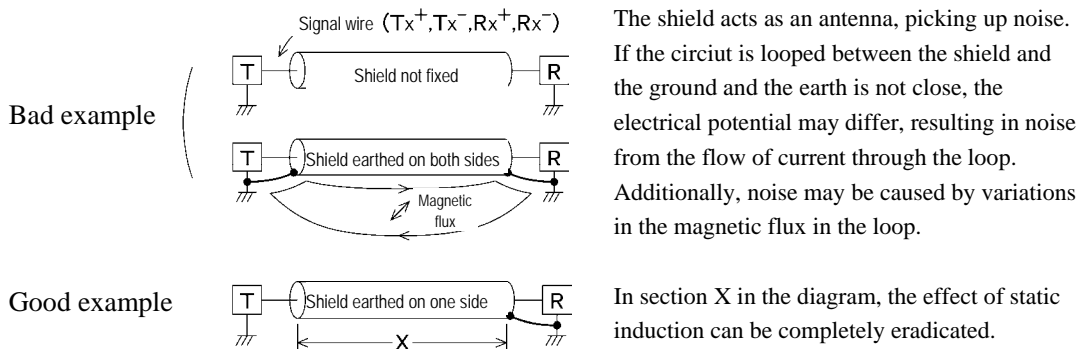 Signal wire (Tx+,Tx-,Rx+,Rx-)
T
Shield not fixed
R
Bad example
T
Shield earthed on both sides
R
Magnetic
flux
The shield acts as an antenna, picking up noise.
If the circiut is looped between the shield and
the ground and the earth is not close, the
electrical potential may differ, resulting in noise
from the flow of current through the loop.
Additionally, noise may be caused by variations
in the magnetic flux in the loop.
Good example
T
Shield earthed on one side
R
X
In section X in the diagram, the effect of static
induction can be completely eradicated.